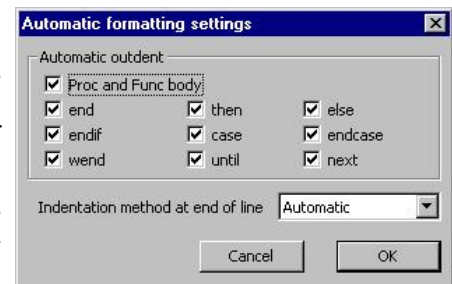 Automatic formatting settings
Automatic outdent
Proc and Func body
end then else
endif case endcase
wend until next
Indentation method at end of line Automatic
Cancel OK